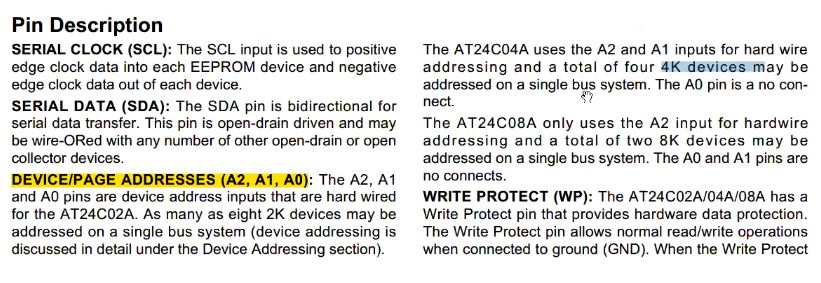 Pin Description
SERIAL CLOCK (SCL): The SCL input is used to positive
edge clock data into each EEPROM device and negative
edge clock data out of each device.
SERIAL DATA (SDA): The SDA pin is bidirectional for
serial data transfer. This pin is open-drain driven and may
be wire-ORed with any number of other open-drain or open
collector devices.
DEVICE/PAGE ADDRESSES (A2, A1, A0): The A2, A1
and A0 pins are device address inputs that are hard wired
for the AT24C02A. As many as eight 2K devices may be
addressed on a single bus system (device addressing is
discussed in detail under the Device Addressing section).
The AT24C04A uses the A2 and A1 inputs for hard wire
addressing and a total of four 4K devices may be
addressed on a single bus system. The A0 pin is a no con-
nect.
The AT24C08A only uses the A2 input for hardwire
addressing and a total of two 8K devices may be
addressed on a single bus system. The A0 and A1 pins are
no connects.
WRITE PROTECT (WP): The AT24C02A/04A/08A has a
Write Protect pin that provides hardware data protection.
The Write Protect pin allows normal read/write operations
when connected to ground (GND). When the Write Protect